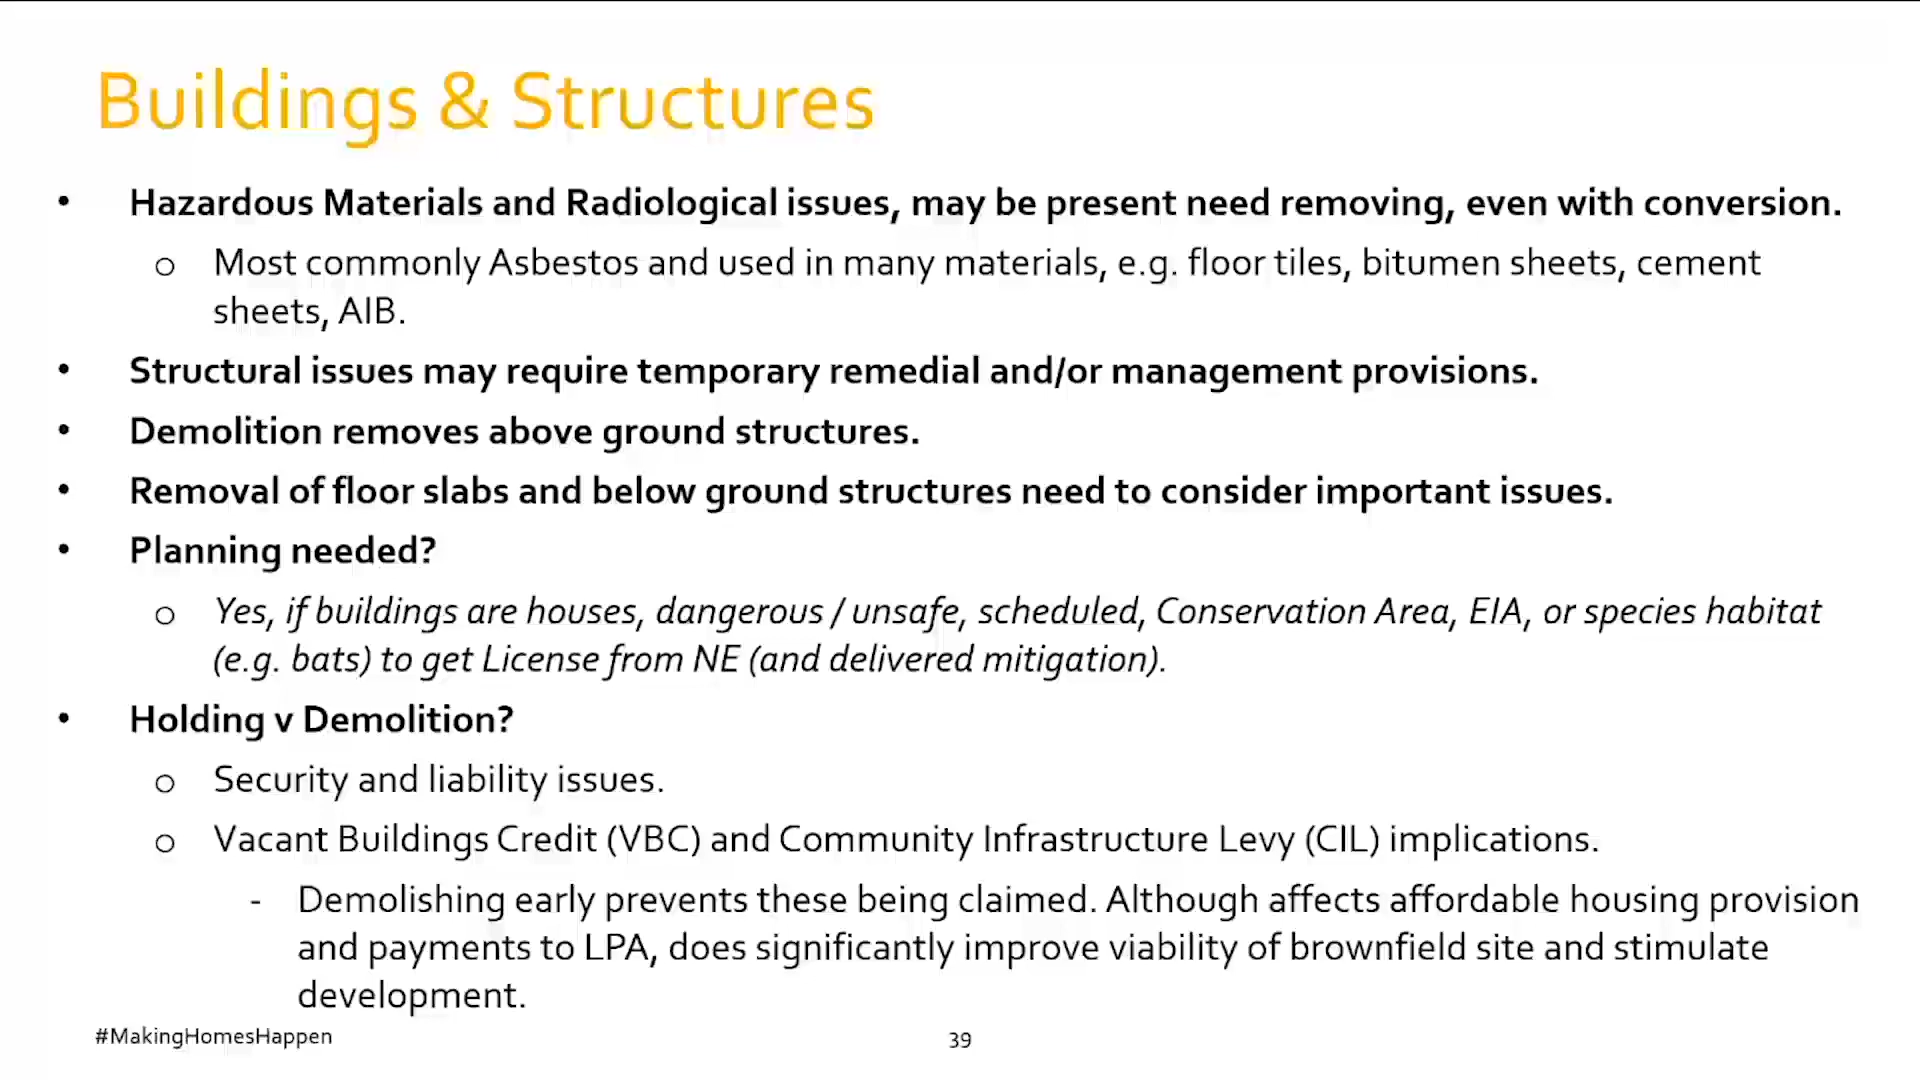 Buildings & Structures
• Hazardous Materials and Radiological issues, may be present need removing, even with conversion.
o Most commonly Asbestos and used in many materials, e.g. floor tiles, bitumen sheets, cement
sheets, AIB.
• Structural issues may require temporary remedial and/or management provisions.
• Demolition removes above ground structures.
• Removal of floor slabs and below ground structures need to consider important issues.
• Planning needed?
o Yes, if buildings are houses, dangerous / unsafe, scheduled, Conservation Area, EIA, or species habitat
(e.g. bats) to get License from NE (and delivered mitigation).
• Holding v Demolition?
o Security and liability issues.
o Vacant Buildings Credit (VBC) and Community Infrastructure Levy (CIL) implications.
- Demolishing early prevents these being claimed. Although affects affordable housing provision
and payments to LPA, does significantly improve viability of brownfield site and stimulate
development.
#MakingHomesHappen
39